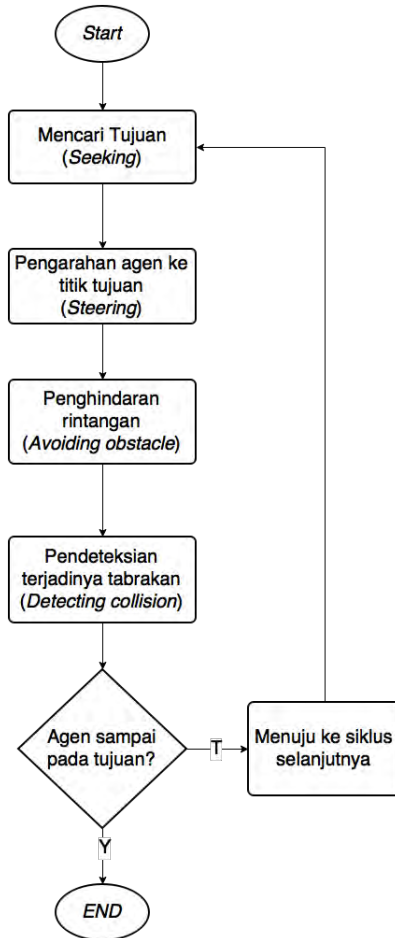 Start
Mencari Tujuan
(Seeking)
Pengarahan agen ke
titik tujuan
(Steering)
Penghindaran
rintangan
(Avoiding obstacle)
Pendeteksian
terjadinya tabrakan
(Detecting collision)
Agen sampai
pada tujuan?
T
Menuju ke siklus
selanjutnya
Y
END